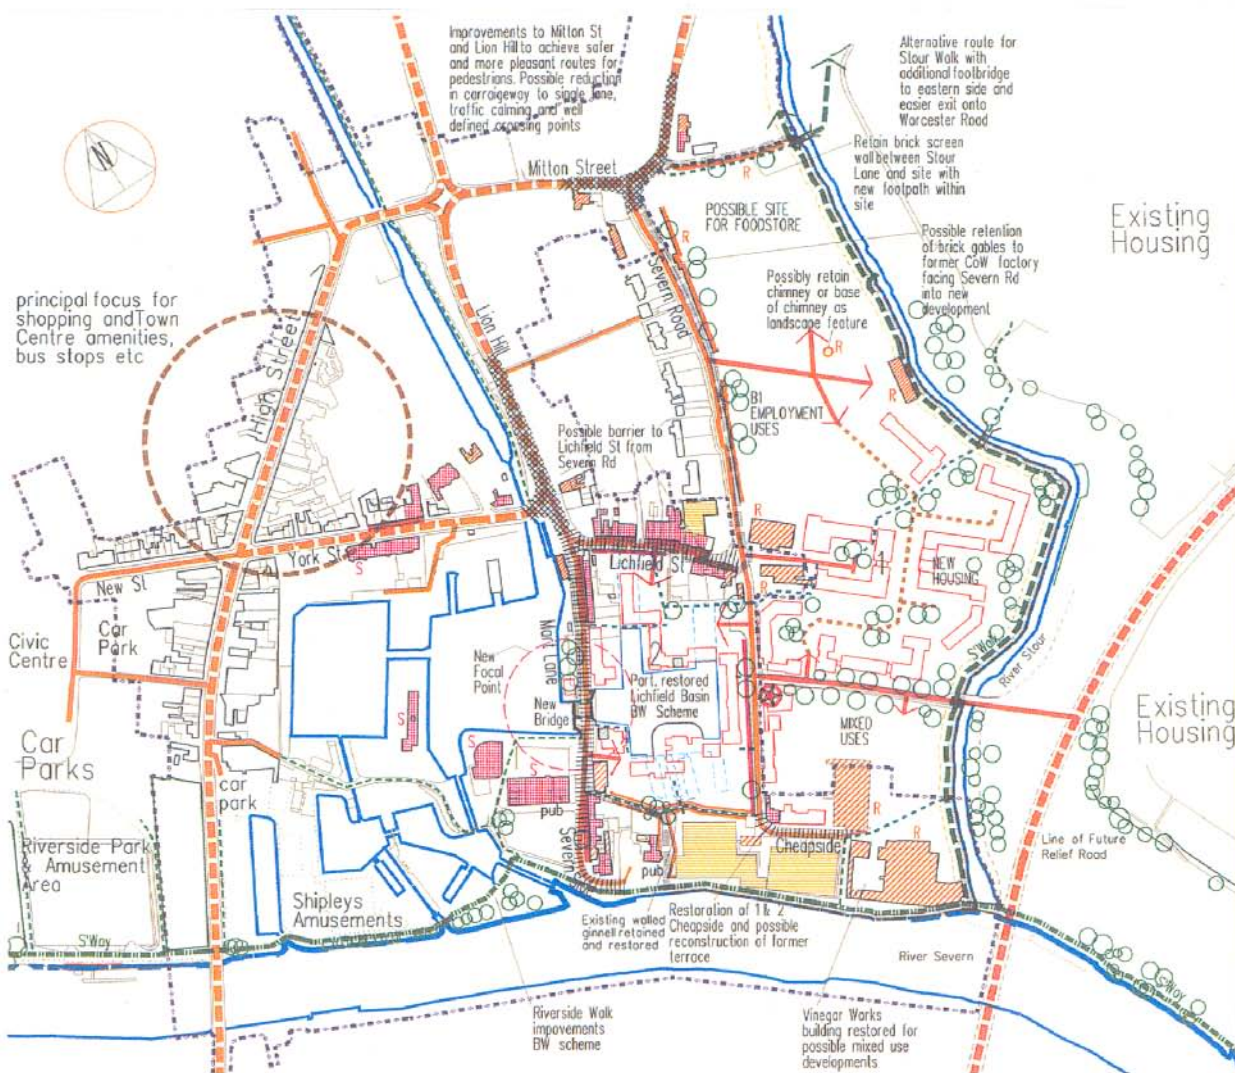 Improvements to Mitton St
and Lion Hill to achieve safer
and more pleasant routes for
pedestrians. Possible reduction
in carraigeway to single lane,
traffic calming and well
defined crossing points
Alternative route for
Stour Walk with
additional footbridge
to eastern side and
easier exit onto
Worcester Road
N
Mitton Street
R
Retain brick screen
wall between Stour
Lane and site with
new footpath within
site
POSSIBLE SITE
FOR FOODSTORE
R
Existing
Housing
Possible retention
of brick gables to
former CoW factory
facing Severn Rd
into new
development
Severn Road
Possibly retain
chimney or base
of chimney as
landscape feature
R
principal focus for
shopping and Town
Centre amenities,
bus stops etc
High Street
Lion Hill
R
B1
EMPLOYMENT
USES
Possible barrier to
Lichfield St from
Severn Rd
R
York St
S
Lichfield St
New St
NEW
HOUSING
R
Civic
Centre
Car
Park
Mart Lane
New
Focal
Point
New
Bridge
Part. restored
Lichfield Basin
BW Scheme
S'Way
River Stour
MIXED
USES
Existing
Housing
Car
Parks
S
S
S
S
car
park
pub
R
R
Severn
pub
Cheapside
Line of Future
Relief Road
Riverside Park
& Amusement
Area
Shipleys
Amusements
S'Way
Existing walled
ginnell retained
and restored
Restoration of 1 & 2
Cheapside and possible
reconstruction of former
terrace
River Severn
S'Way
Riverside Walk
impovements
BW scheme
Vinegar Works
building restored for
possible mixed use
developments